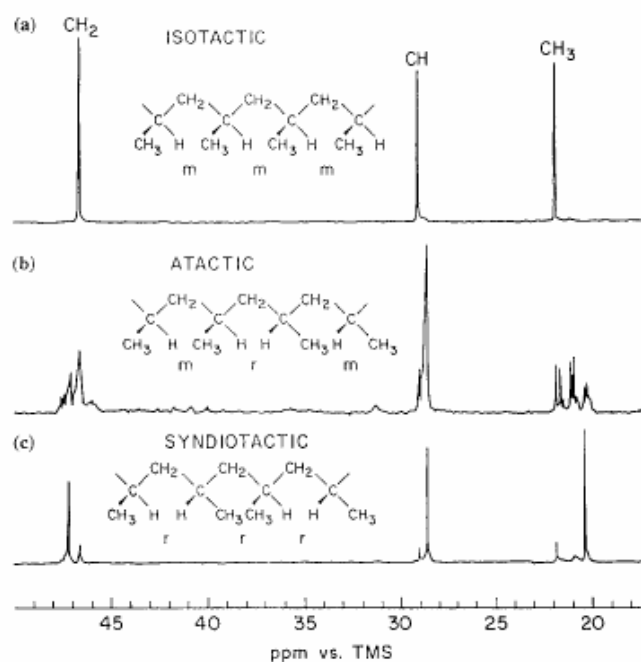 (a)
CH₂
ISOTACTIC
CH
CH₃
CH₂ CH₂ CH₂
C C C C
CH₃ H CH₃ H CH₃ H CH₃ H
m m m
(b)
ATACTIC
CH₂ CH₂ CH₂
C C C C
CH₃ H CH₃ H H CH₃ H CH₃
m r m
(c)
SYNDIOTACTIC
CH₂ CH₂ CH₂
C C C C
CH₃ H H CH₃ CH₃ H H CH₃
r r r
45 40 35 30 25 20
ppm vs. TMS